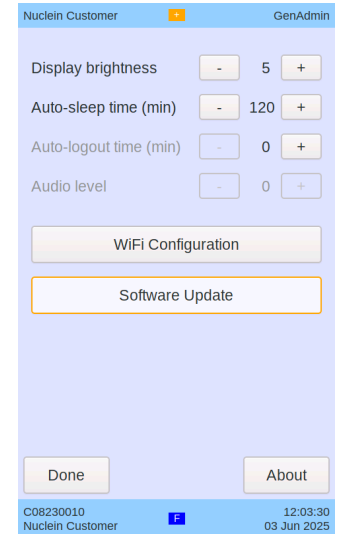 Nuclein Customer + GenAdmin
Display brightness - 5 +
Auto-sleep time (min) - 120 +
Auto-logout time (min) - 0 +
Audio level - 0 +
WiFi Configuration
Software Update
Done About
C08230010 F 12:03:30
Nuclein Customer 03 Jun 2025